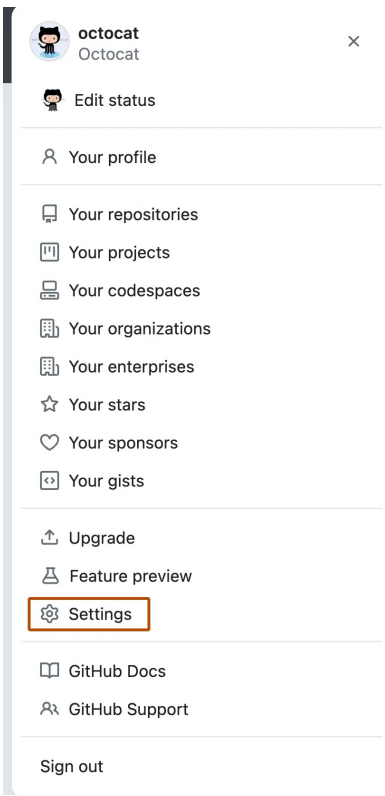 octocat
Octocat
Edit status
Your profile
Your repositories
Your projects
Your codespaces
Your organizations
Your enterprises
Your stars
Your sponsors
Your gists
Upgrade
Feature preview
Settings
GitHub Docs
GitHub Support
Sign out